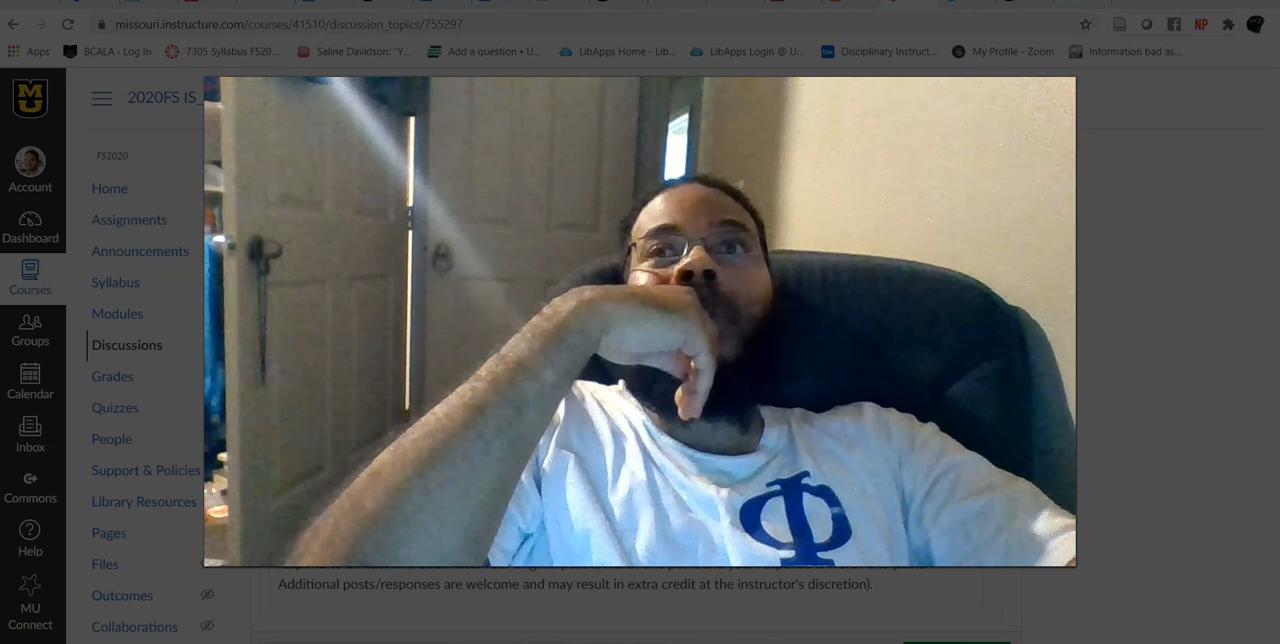 missouri.instructure.com/courses/41510/discussion_topics/755297
Apps
BCALA ‹ Log In
7305 Syllabus FS20...
Saline Davidson: "Y...
Add a question • U...
LibApps Home - Lib...
LibApps Login @ U...
Disciplinary Instruct...
My Profile - Zoom
Information bad as...
NP
MU
2020FS IS_
FS2020
Account
Dashboard
Courses
Groups
Calendar
Inbox
Commons
Help
MU
Connect
Home
Assignments
Announcements
Syllabus
Modules
Discussions
Grades
Quizzes
People
Support & Policies
Library Resources
Pages
Files
Outcomes
Collaborations
Φ
Additional posts/responses are welcome and may result in extra credit at the instructor's discretion).